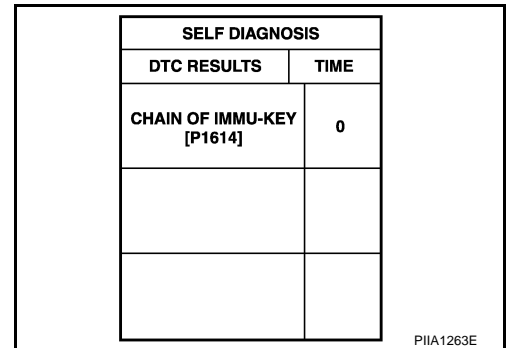 SELF DIAGNOSIS
DTC RESULTS TIME
CHAIN OF IMMU-KEY
[P1614] 0
PIIA1263E